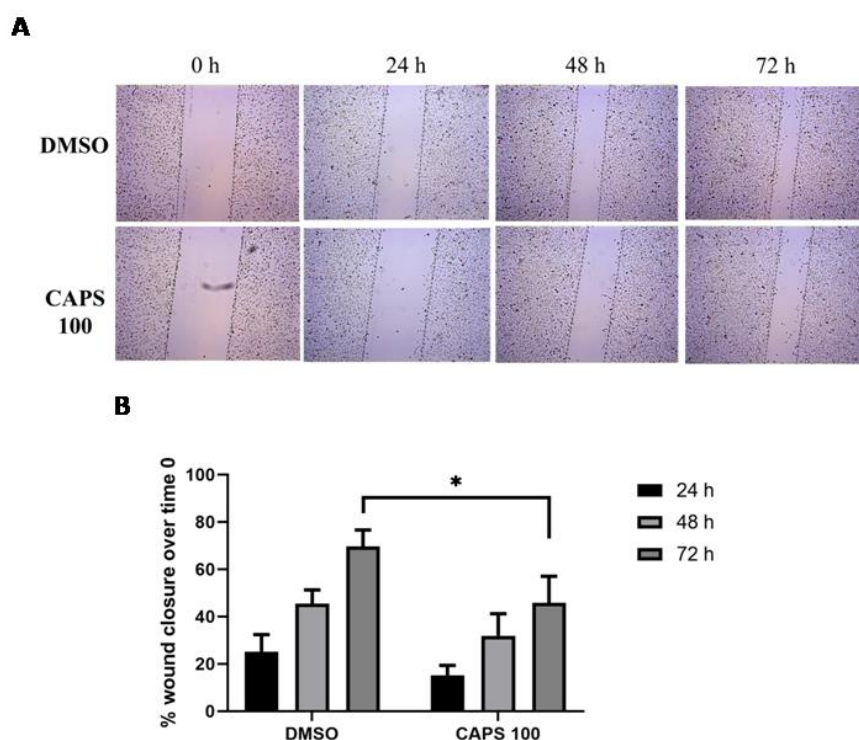 A
0 h 24 h 48 h 72 h
DMSO
CAPS
100
B
% wound closure over time 0
100
80
60
40
20
0
*
24 h
48 h
72 h
DMSO CAPS 100